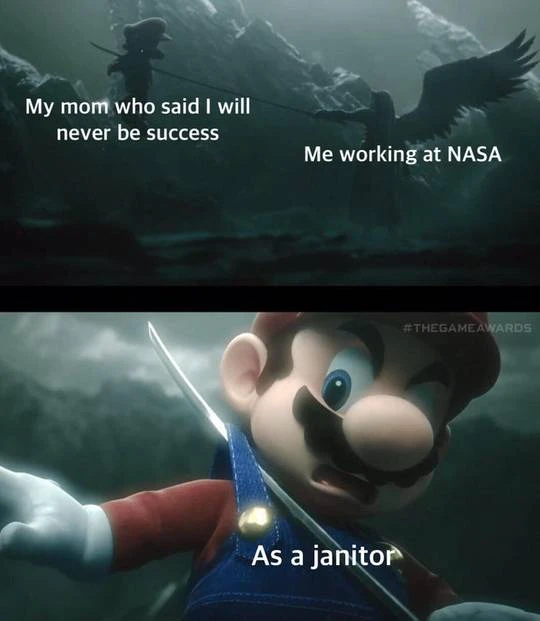 My mom who said I will
never be success
Me working at NASA
#THEGAMEAWARDS
As a janitor